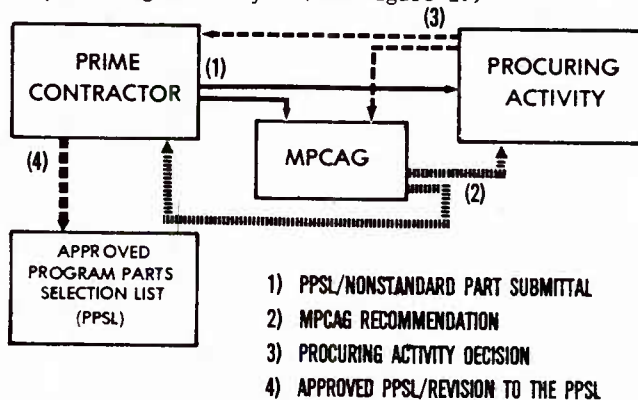 (3)
PRIME
CONTRACTOR
(1)
PROCURING
ACTIVITY
MPCAG
(4)
(2)
APPROVED
PROGRAM PARTS
SELECTION LIST
(PPSL)
1) PPSL/NONSTANDARD PART SUBMITTAL
2) MPCAG RECOMMENDATION
3) PROCURING ACTIVITY DECISION
4) APPROVED PPSL/REVISION TO THE PPSL